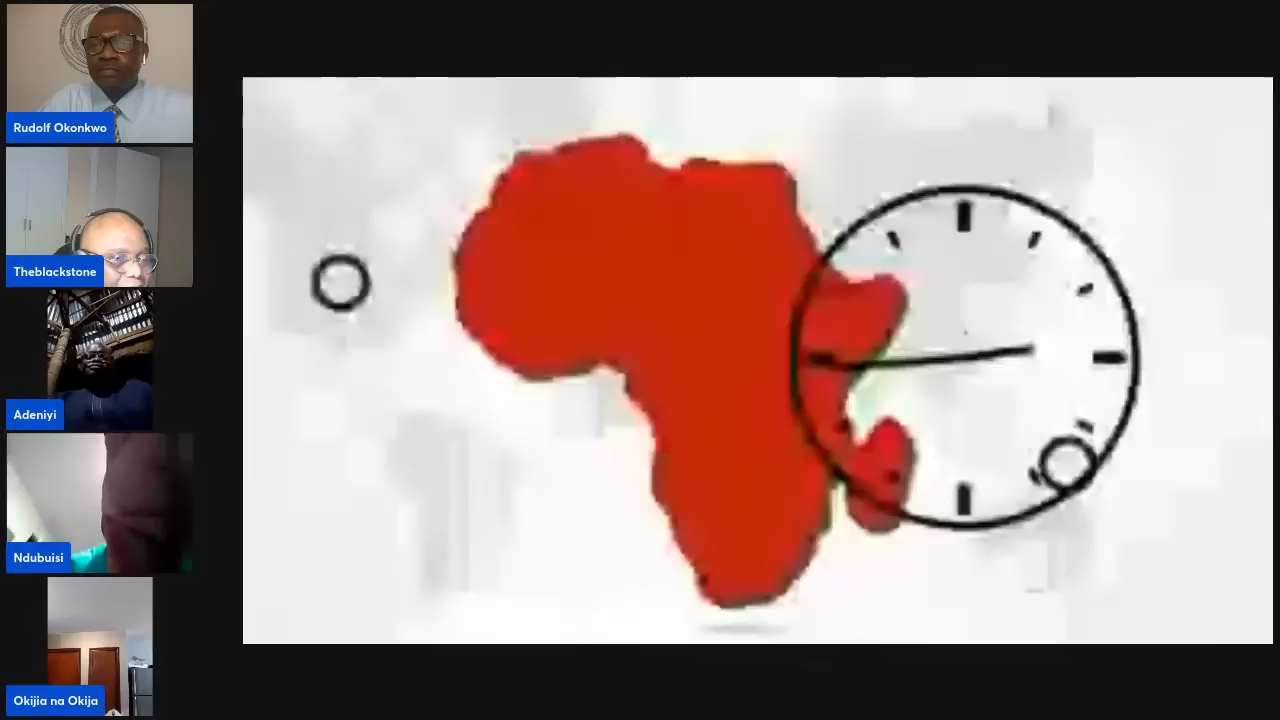 Rudolf Okonkwo
Theblackstone
Adeniyi
Ndubuisi
Okijia na Okija